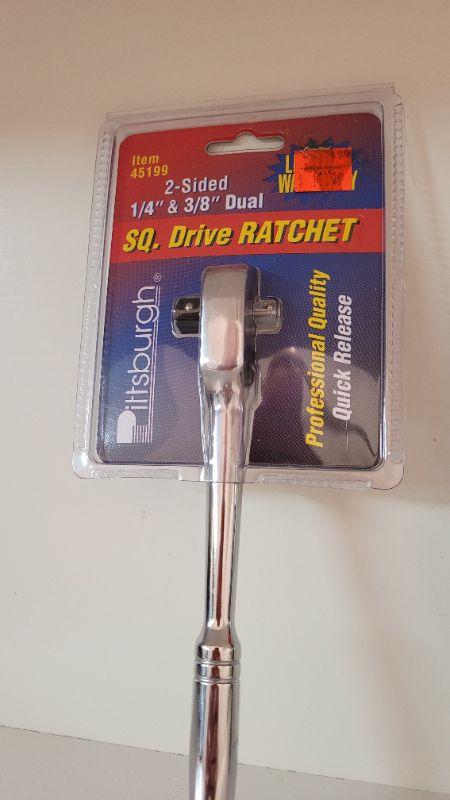 Item
45199
2-Sided
1/4" & 3/8" Dual
SQ. Drive RATCHET
Pittsburgh®
Professional Quality
Quick Release